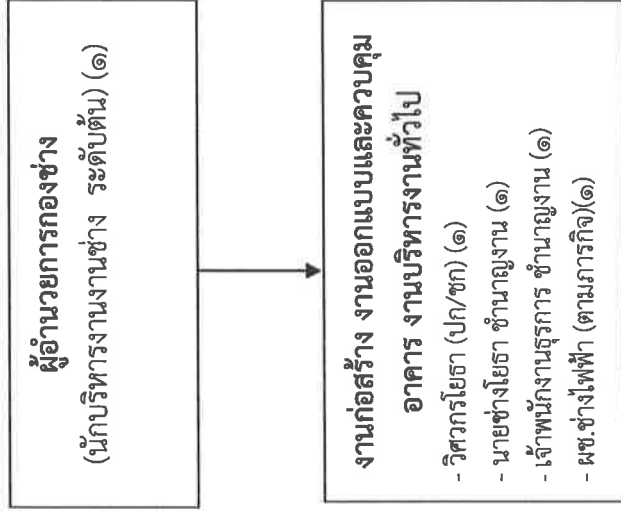 ผู้อำนวยการกองช่าง
(นักบริหารงานช่าง ระดับต้น) (๑)
งานก่อสร้าง งานออกแบบและควบคุม
อาคาร งานบริหารงานทั่วไป
- วิศวกรโยธา (ปก/ชก) (๑)
- นายช่างโยธา ชำนาญงาน (๑)
- เจ้าพนักงานธุรการ ชำนาญงาน (๑)
- ผช.ช่างไฟฟ้า (ตามภารกิจ)(๑)